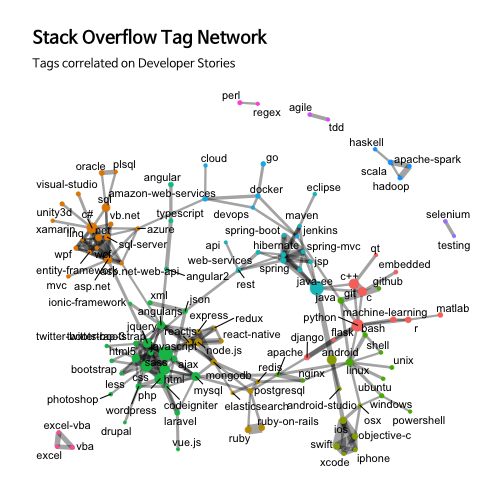 Stack Overflow Tag Network
Tags correlated on Developer Stories
perl
regex
agile
tdd
haskell
apache-spark
scala
hadoop
oracle
plsql
cloud
go
visual-studio
angular
sql
amazon-web-services
docker
eclipse
unity3d
c#
vb.net
typescript
devops
maven
selenium
xamarin
linq
.net
azure
spring-boot
jenkins
testing
sql-server
api
hibernate
spring-mvc
wpf
wcf
web-services
jsp
qt
entity-framework
asp.net-web-api
spring
embedded
mvc
asp.net
angular2
rest
java-ee
c++
github
ionic-framework
xml
json
java
git
c
angularjs
express
redux
python
machine-learning
matlab
jquery
reactjs
react-native
flask
bash
r
twitter-bootstrap
twitter-bootstrap-3
javascript
node.js
django
shell
html5
apache
android
sass
ajax
unix
bootstrap
mongodb
redis
linux
less
css
html
mysql
postgresql
nginx
ubuntu
photoshop
php
codeigniter
elasticsearch
android-studio
windows
wordpress
laravel
ruby-on-rails
osx
powershell
drupal
ruby
ios
objective-c
excel-vba
vba
vue.js
swift
excel
xcode
iphone